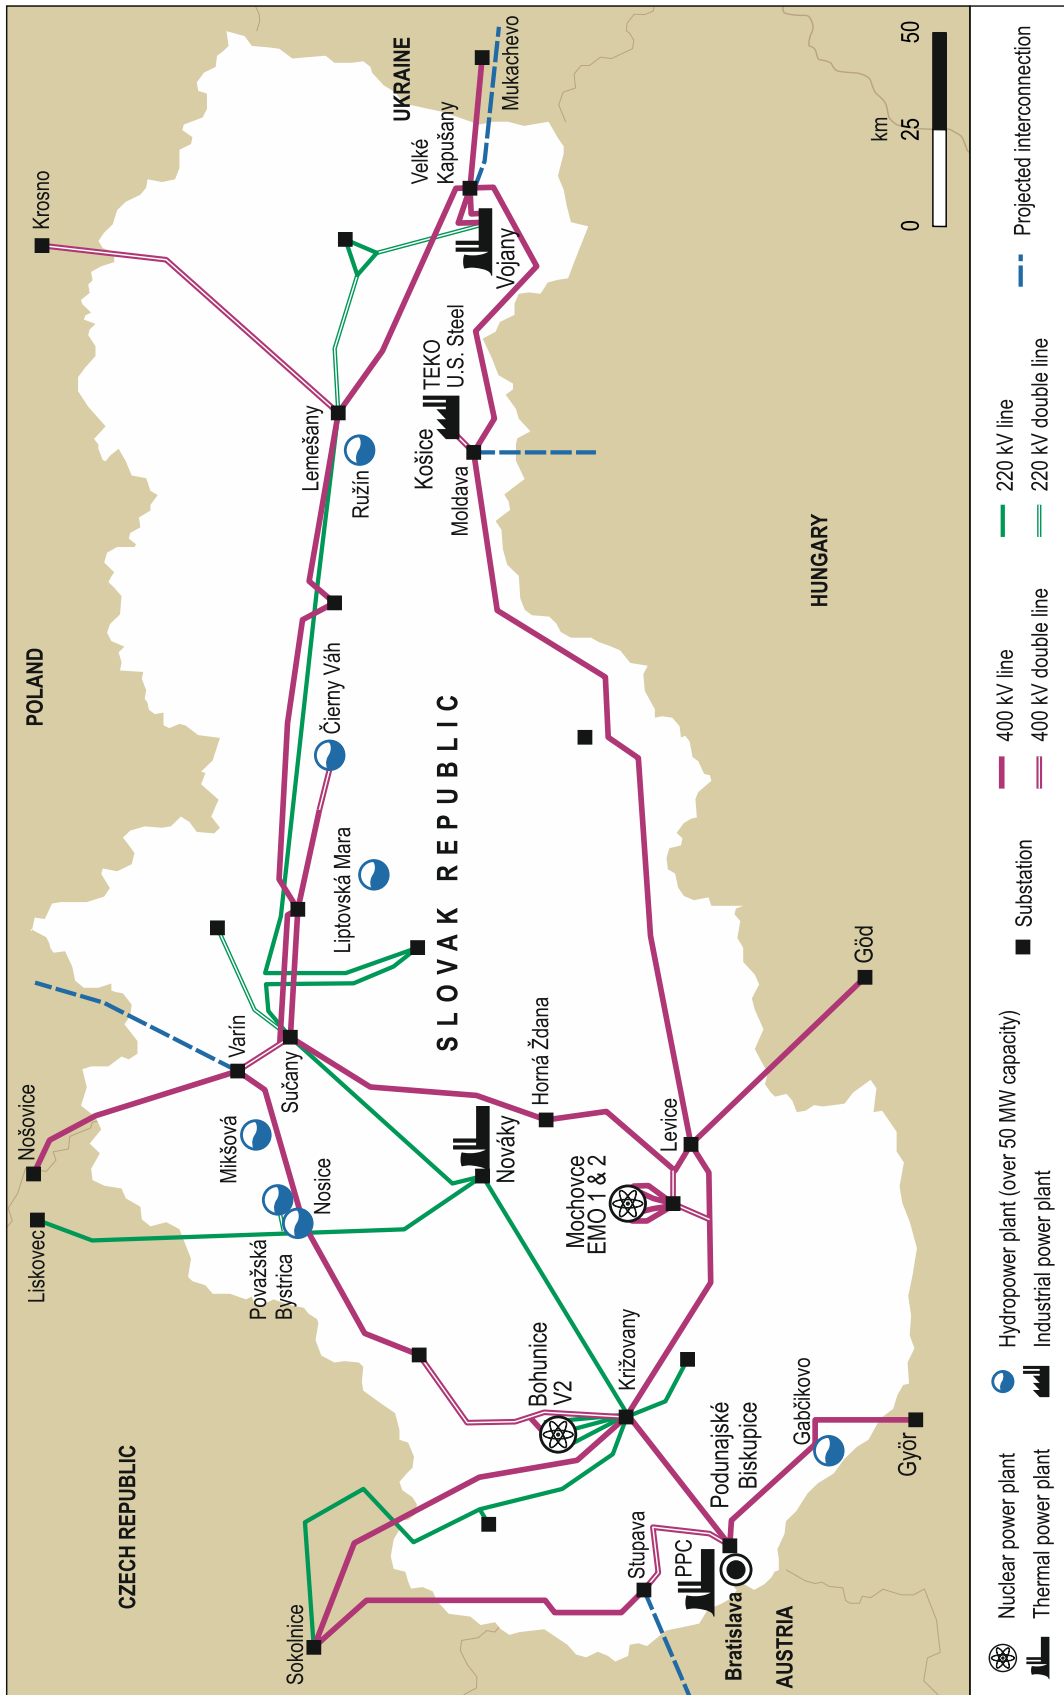 POLAND
CZECH REPUBLIC
UKRAINE
HUNGARY
AUSTRIA
SLOVAK REPUBLIC
Krosno
Nošovice
Liskovec
Sokolnice
Varín
Mikšová
Sučany
Nosice
Považská
Bystrica
Liptovská Mara
Čierny Váh
Lemešany
Ružín
Velké
Kapušany
Mukachevo
Vojany
TEKO
U.S. Steel
Košice
Moldava
Nováky
Horná Ždana
Levice
Mochovce
EMO 1 & 2
Bohunice
V2
Križovany
Podunajské
Biskupice
Gabčikovo
Stupava
PPC
Bratislava
Györ
Göd
km
0 25 50
Nuclear power plant
Thermal power plant
Hydropower plant (over 50 MW capacity)
Industrial power plant
Substation
400 kV line
400 kV double line
220 kV line
220 kV double line
Projected interconnection